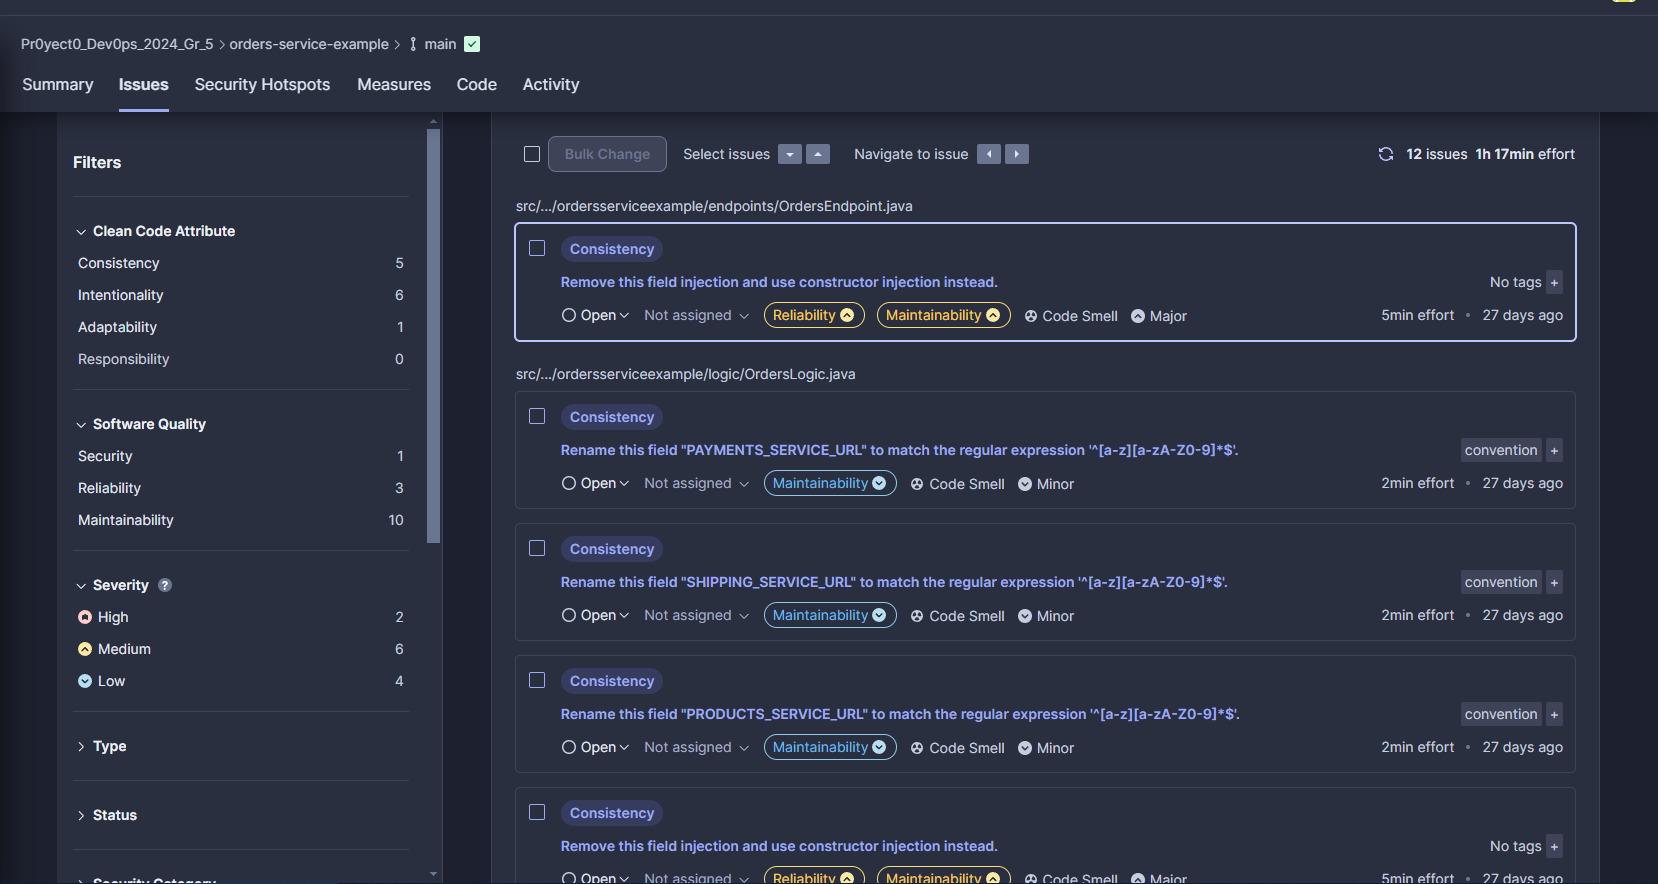 Pr0yect0_Dev0ps_2024_Gr_5 > orders-service-example > main
Summary Issues Security Hotspots Measures Code Activity
Filters
Clean Code Attribute
Consistency 5
Intentionality 6
Adaptability 1
Responsibility 0
Software Quality
Security 1
Reliability 3
Maintainability 10
Severity ?
High 2
Medium 6
Low 4
Type
Status
Security Category
Bulk Change Select issues Navigate to issue 12 issues 1h 17min effort
src/.../ordersserviceexample/endpoints/OrdersEndpoint.java
Consistency
Remove this field injection and use constructor injection instead. No tags +
Open Not assigned Reliability Maintainability Code Smell Major 5min effort • 27 days ago
src/.../ordersserviceexample/logic/OrdersLogic.java
Consistency
Rename this field "PAYMENTS_SERVICE_URL" to match the regular expression '^[a-z][a-zA-Z0-9]*$'. convention +
Open Not assigned Maintainability Code Smell Minor 2min effort • 27 days ago
Consistency
Rename this field "SHIPPING_SERVICE_URL" to match the regular expression '^[a-z][a-zA-Z0-9]*$'. convention +
Open Not assigned Maintainability Code Smell Minor 2min effort • 27 days ago
Consistency
Rename this field "PRODUCTS_SERVICE_URL" to match the regular expression '^[a-z][a-zA-Z0-9]*$'. convention +
Open Not assigned Maintainability Code Smell Minor 2min effort • 27 days ago
Consistency
Remove this field injection and use constructor injection instead. No tags +
Open Not assigned Reliability Maintainability Code Smell Major 5min effort • 27 days ago